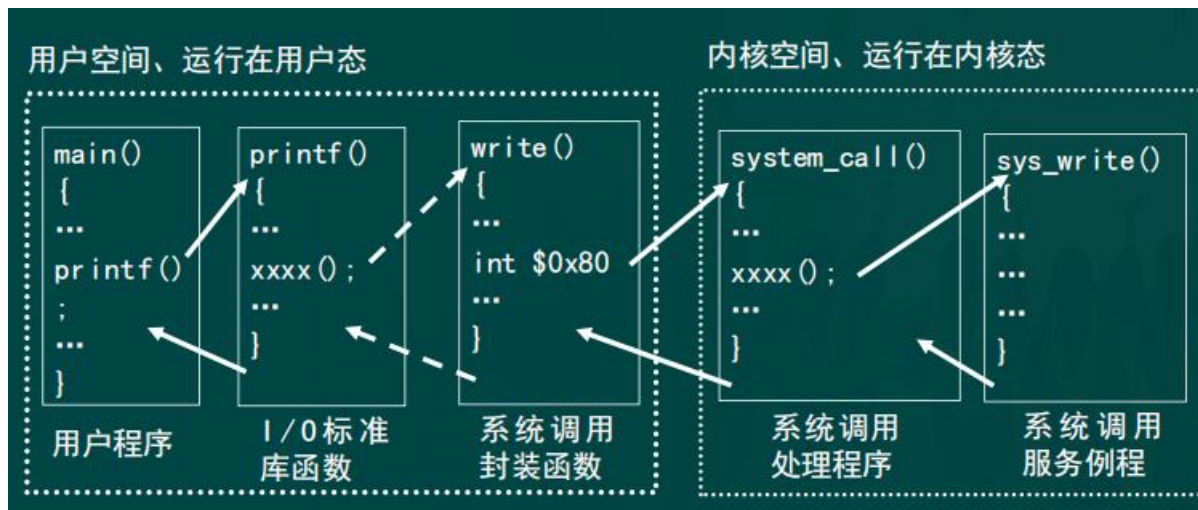 用户空间、运行在用户态
内核空间、运行在内核态
main()
{
…
printf()
;
…
}
用户程序
printf()
{
…
xxxx();
…
}
I/O标准
库函数
write()
{
…
int $0x80
…
}
系统调用
封装函数
system_call()
{
…
xxxx();
…
}
系统调用
处理程序
sys_write()
{
…
…
…
}
系统调用
服务例程